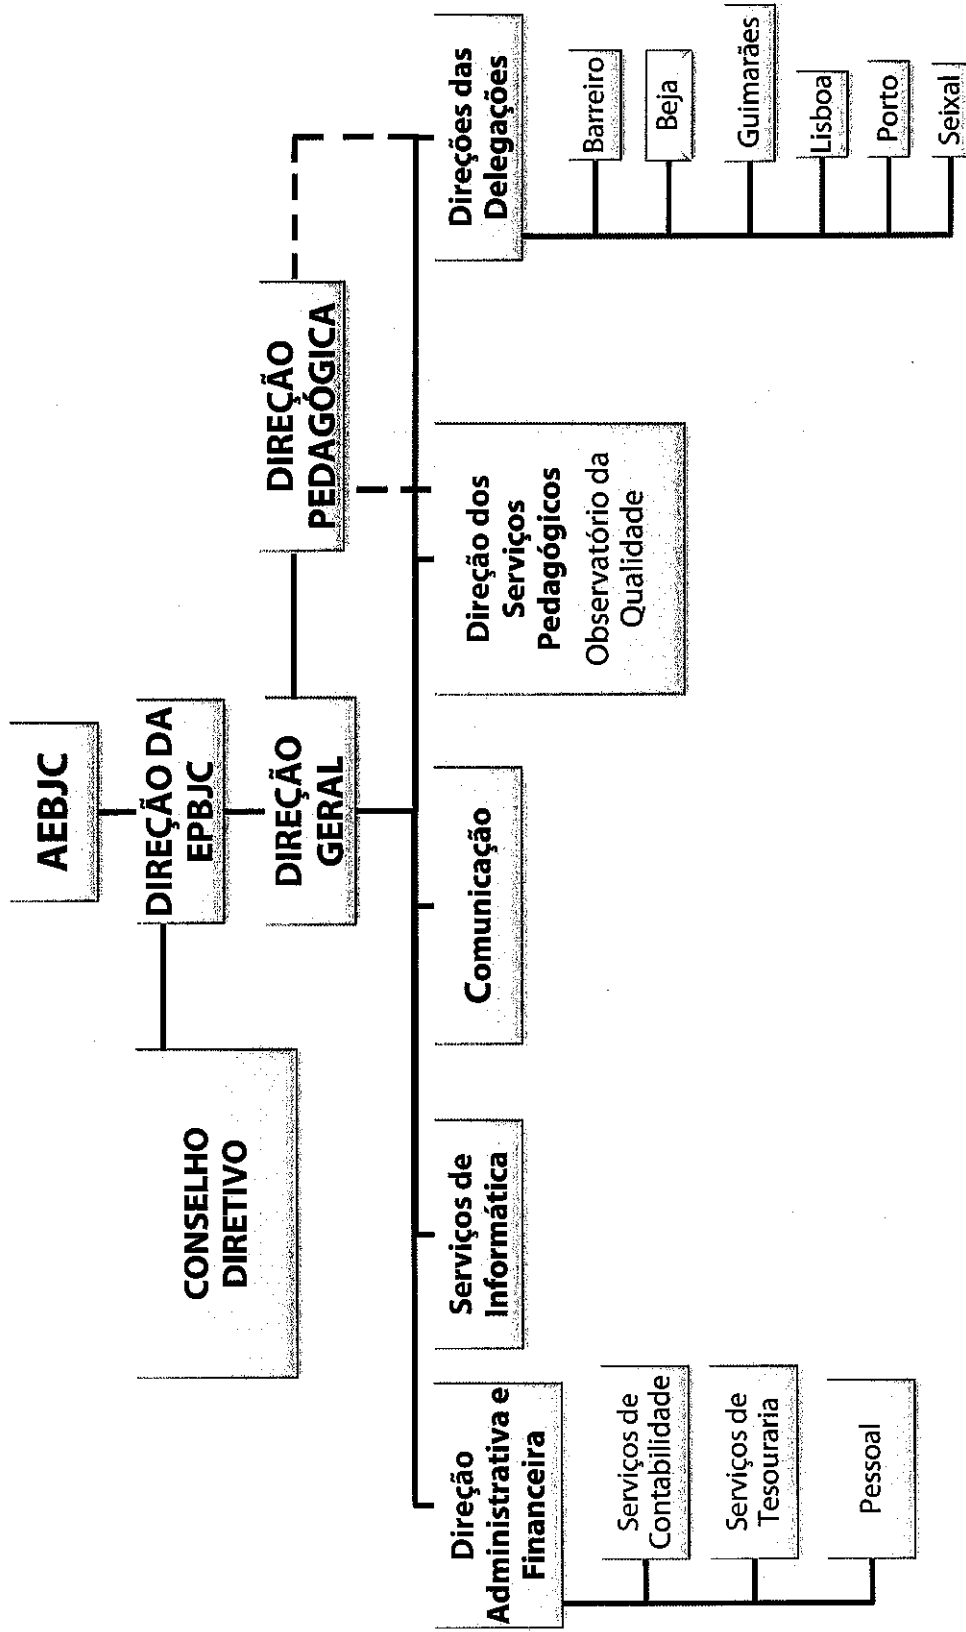 AEBJC
DIREÇÃO DA
EPBJC
CONSELHO
DIRETIVO
DIREÇÃO
GERAL
DIREÇÃO
PEDAGÓGICA
Direção
Administrativa e
Financeira
Serviços de
Contabilidade
Serviços de
Tesouraria
Pessoal
Serviços de
Informática
Comunicação
Direção dos
Serviços
Pedagógicos
Observatório da
Qualidade
Direções das
Delegações
Barreiro
Beja
Guimarães
Lisboa
Porto
Seixal